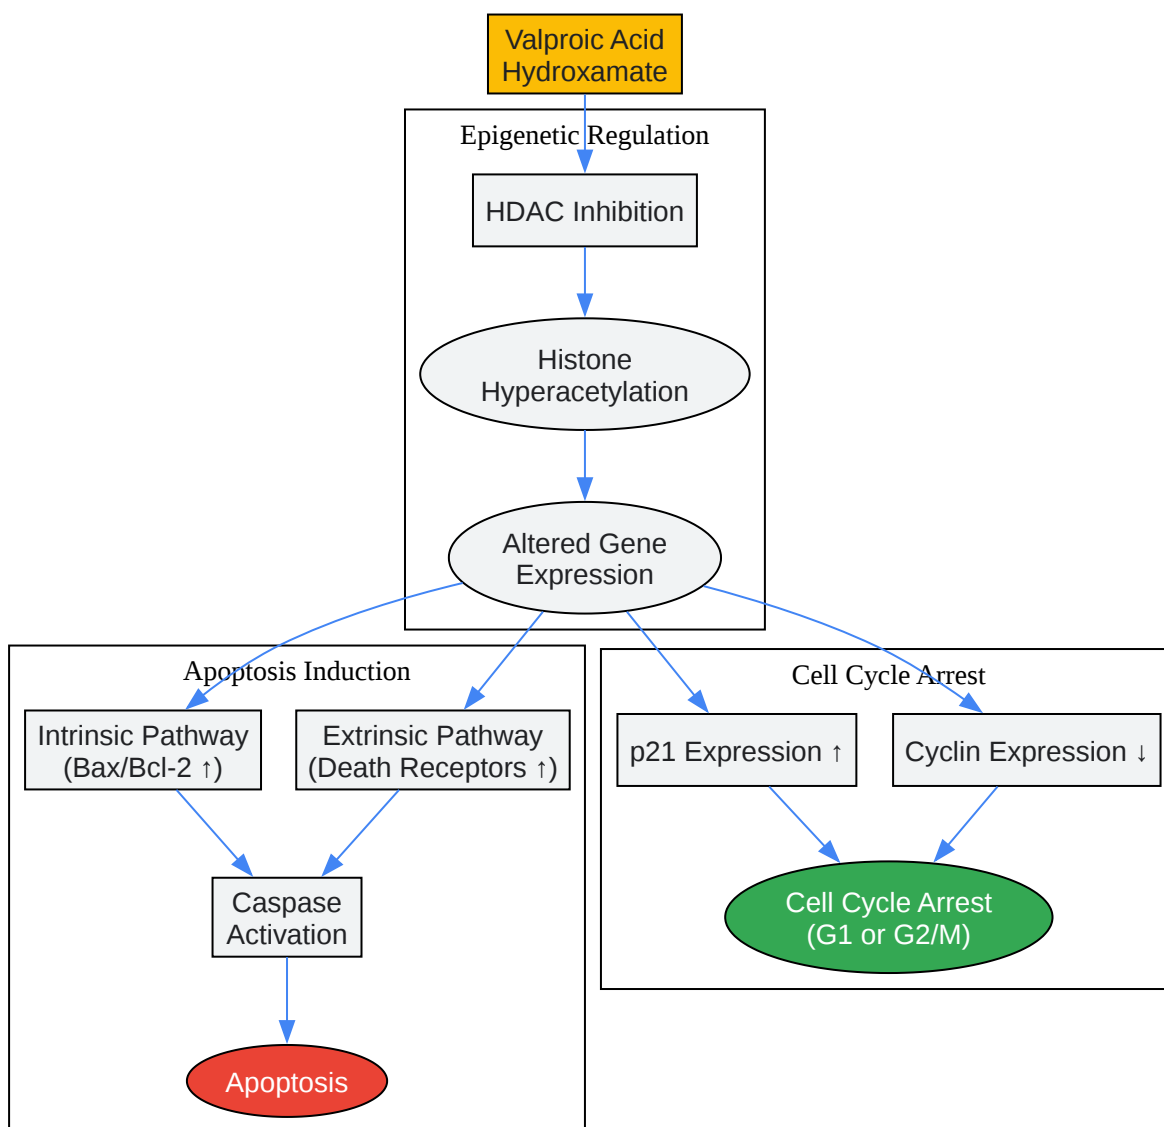 Valproic Acid
Hydroxamate
Epigenetic Regulation
HDAC Inhibition
Histone
Hyperacetylation
Altered Gene
Expression
Apoptosis Induction
Intrinsic Pathway
(Bax/Bcl-2 ↑)
Extrinsic Pathway
(Death Receptors ↑)
Caspase
Activation
Apoptosis
Cell Cycle Arrest
p21 Expression ↑
Cyclin Expression ↓
Cell Cycle Arrest
(G1 or G2/M)